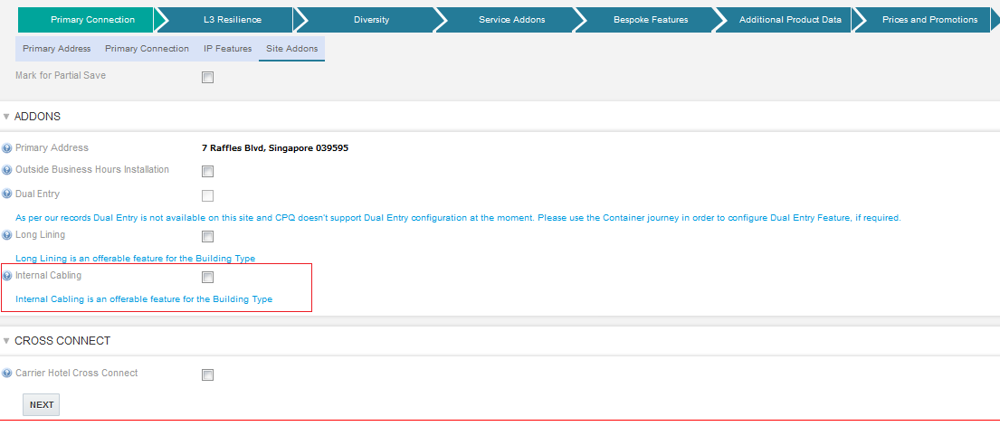 Primary Connection L3 Resilience Diversity Service Addons Bespoke Features Additional Product Data Prices and Promotions
Primary Address Primary Connection IP Features Site Addons
Mark for Partial Save
ADDONS
Primary Address 7 Raffles Blvd, Singapore 039595
Outside Business Hours Installation
Dual Entry
As per our records Dual Entry is not available on this site and CPQ doesn't support Dual Entry configuration at the moment. Please use the Container journey in order to configure Dual Entry Feature, if required.
Long Lining
Long Lining is an offerable feature for the Building Type
Internal Cabling
Internal Cabling is an offerable feature for the Building Type
CROSS CONNECT
Carrier Hotel Cross Connect
NEXT